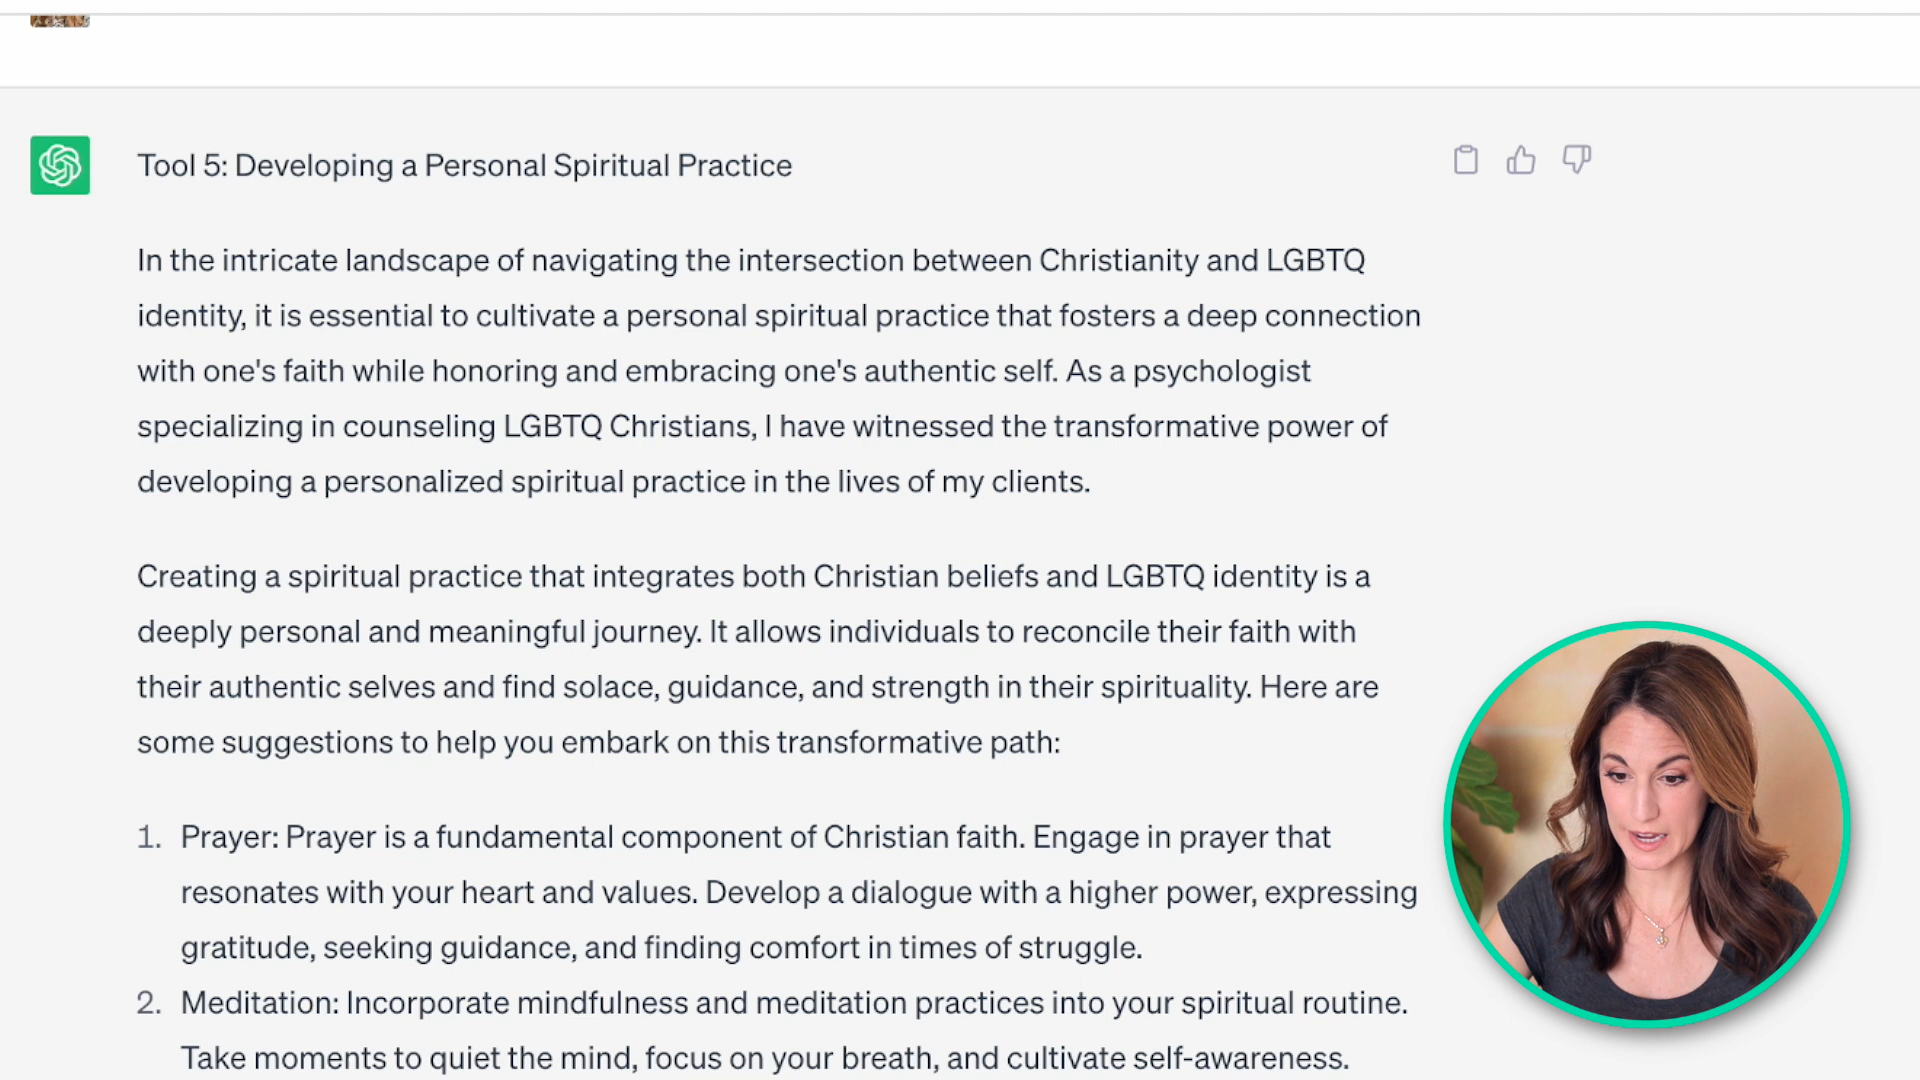 Tool 5: Developing a Personal Spiritual Practice
In the intricate landscape of navigating the intersection between Christianity and LGBTQ
identity, it is essential to cultivate a personal spiritual practice that fosters a deep connection
with one's faith while honoring and embracing one's authentic self. As a psychologist
specializing in counseling LGBTQ Christians, I have witnessed the transformative power of
developing a personalized spiritual practice in the lives of my clients.
Creating a spiritual practice that integrates both Christian beliefs and LGBTQ identity is a
deeply personal and meaningful journey. It allows individuals to reconcile their faith with
their authentic selves and find solace, guidance, and strength in their spirituality. Here are
some suggestions to help you embark on this transformative path:
1. Prayer: Prayer is a fundamental component of Christian faith. Engage in prayer that
resonates with your heart and values. Develop a dialogue with a higher power, expressing
gratitude, seeking guidance, and finding comfort in times of struggle.
2. Meditation: Incorporate mindfulness and meditation practices into your spiritual routine.
Take moments to quiet the mind, focus on your breath, and cultivate self-awareness.